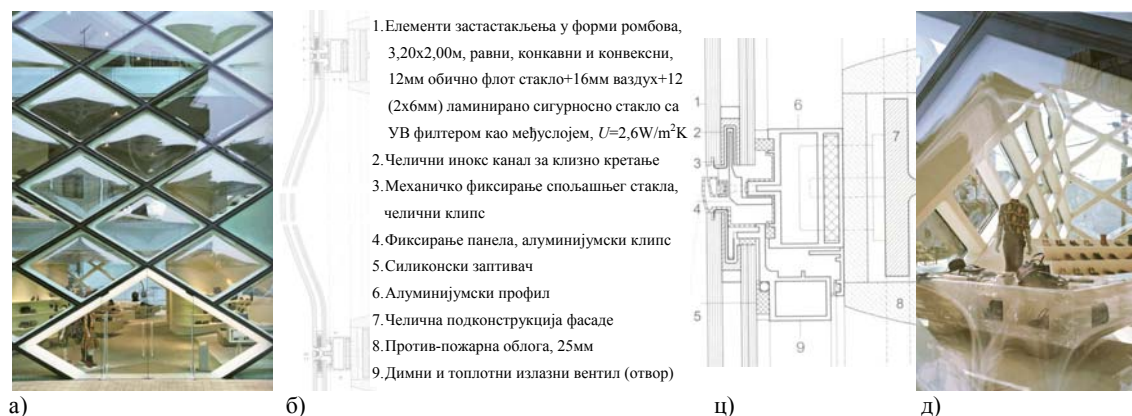 1.Елементи застастакљења у форми ромбова,
3,20x2,00м, равни, конкавни и конвексни,
12мм обично флот стакло+16мм ваздух+12
(2x6мм) ламинирано сигурносно стакло са
УВ филтером као међуслојем, U=2,6W/m²K
2.Челични инокс канал за клизно кретање
3.Механичко фиксирање спољашњег стакла,
челични клипс
4.Фиксирање панела, алуминијумски клипс
5.Силиконски заптивач
6.Алуминијумски профил
7.Челична подконструкција фасаде
8.Против-пожарна облога, 25мм
9.Димни и топлотни излазни вентил (отвор)
1
2
3
4
5
6
7
8
9
а)
б)
ц)
д)